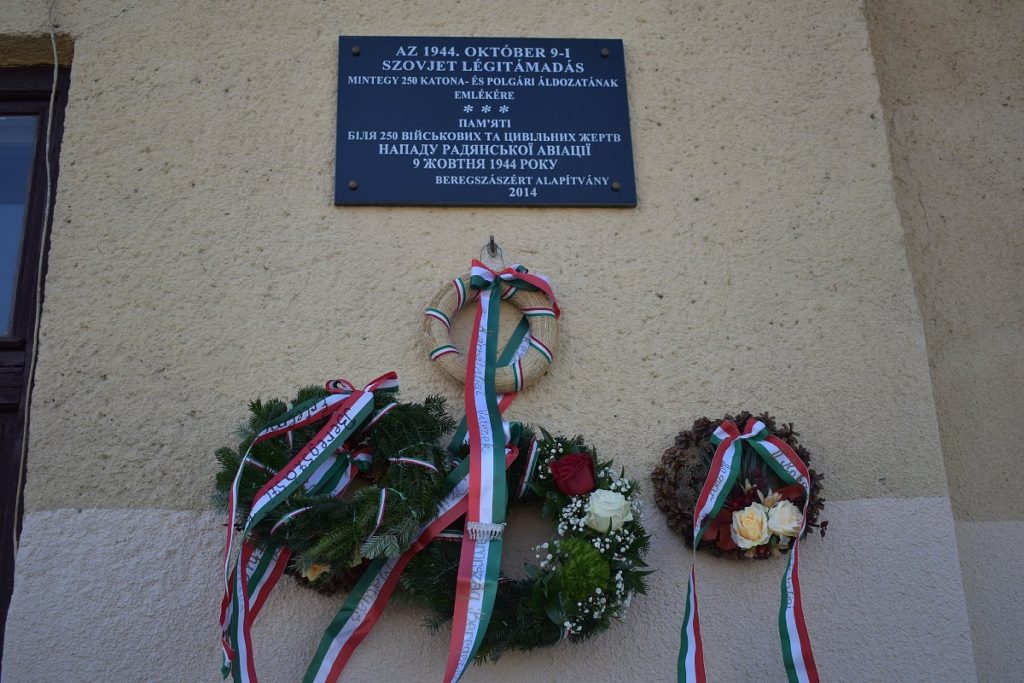 AZ 1944. OKTÓBER 9-I
SZOVJET LÉGITÁMADÁS
MINTEGY 250 KATONA- ÉS POLGÁRI ÁLDOZATÁNAK
EMLÉKÉRE
* * *
ПАМ'ЯТІ
БІЛЯ 250 ВІЙСЬКОВИХ ТА ЦИВІЛЬНИХ ЖЕРТВ
НАПАДУ РАДЯНСЬКОЇ АВІАЦІЇ
9 ЖОВТНЯ 1944 РОКУ
BEREGSZÁSZÉRT ALAPÍTVÁNY
2014